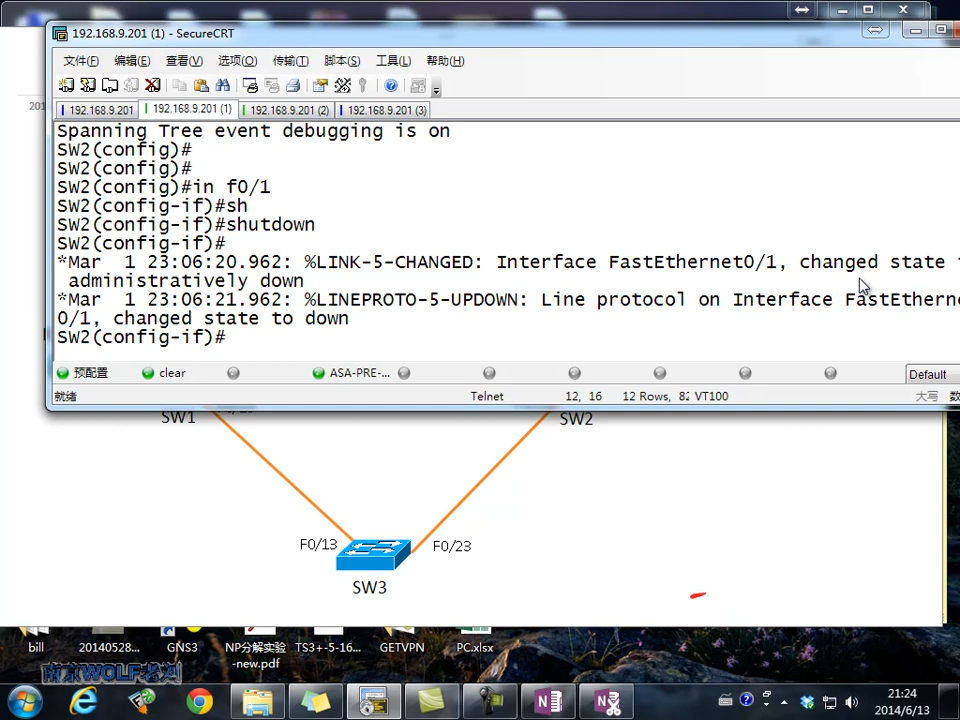 192.168.9.201 (1) - SecureCRT
文件(F) 编辑(E) 查看(V) 选项(O) 传输(T) 脚本(S) 工具(L) 帮助(H)
201
192.168.9.201 192.168.9.201 (1) 192.168.9.201 (2) 192.168.9.201 (3)
Spanning Tree event debugging is on
SW2(config)#
SW2(config)#
SW2(config)#in f0/1
SW2(config-if)#sh
SW2(config-if)#shutdown
SW2(config-if)#
*Mar  1 23:06:20.962: %LINK-5-CHANGED: Interface FastEthernet0/1, changed state
administratively down
*Mar  1 23:06:21.962: %LINEPROTO-5-UPDOWN: Line protocol on Interface FastEtherne
0/1, changed state to down
SW2(config-if)#
预配置 clear ASA-PRE-... Default
就绪 Telnet 12, 16 12 Rows, 82 VT100 大写 数
SW1 SW2
F0/13 F0/23
SW3
bill 20140528... GNS3 NP分解实验 TS3+-5-16... GETVPN PC.xlsx
-new.pdf
南京WOLF老刘
21:24
2014/6/13